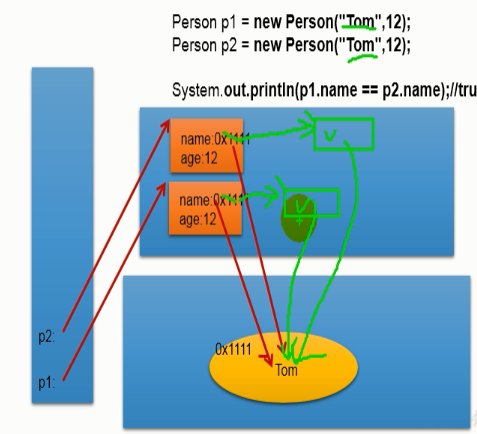 Person p1 = new Person("Tom",12);
Person p2 = new Person("Tom",12);
System.out.println(p1.name == p2.name);//tru
name:0x1111
age:12
V
name:0x1111
age:12
V
p2:
0x1111
Tom
p1: